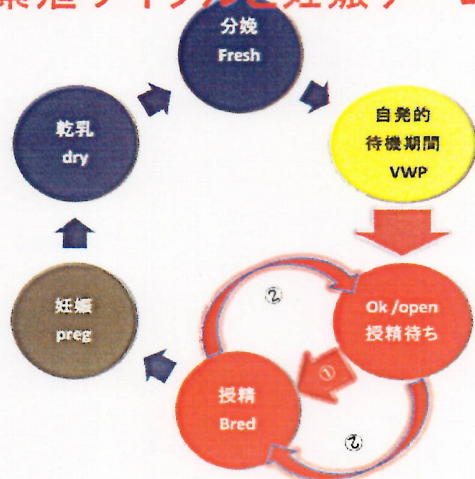 分娩
Fresh
自発的
待機期間
VWP
乾乳
dry
②
Ok /open
授精待ち
妊娠
preg
①
授精
Bred
②